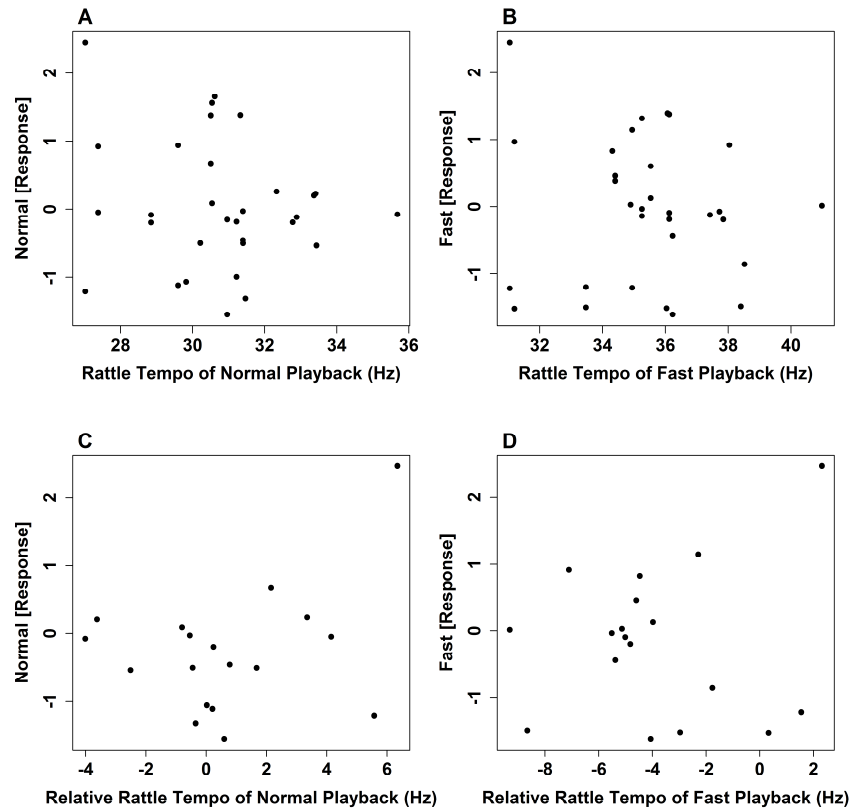 A
B
2
1
0
-1
Normal [Response]
28 30 32 34 36
Rattle Tempo of Normal Playback (Hz)
2
1
0
-1
Fast [Response]
32 34 36 38 40
Rattle Tempo of Fast Playback (Hz)
C
D
2
1
0
-1
Normal [Response]
-4 -2 0 2 4 6
Relative Rattle Tempo of Normal Playback (Hz)
2
1
0
-1
Fast [Response]
-8 -6 -4 -2 0 2
Relative Rattle Tempo of Fast Playback (Hz)